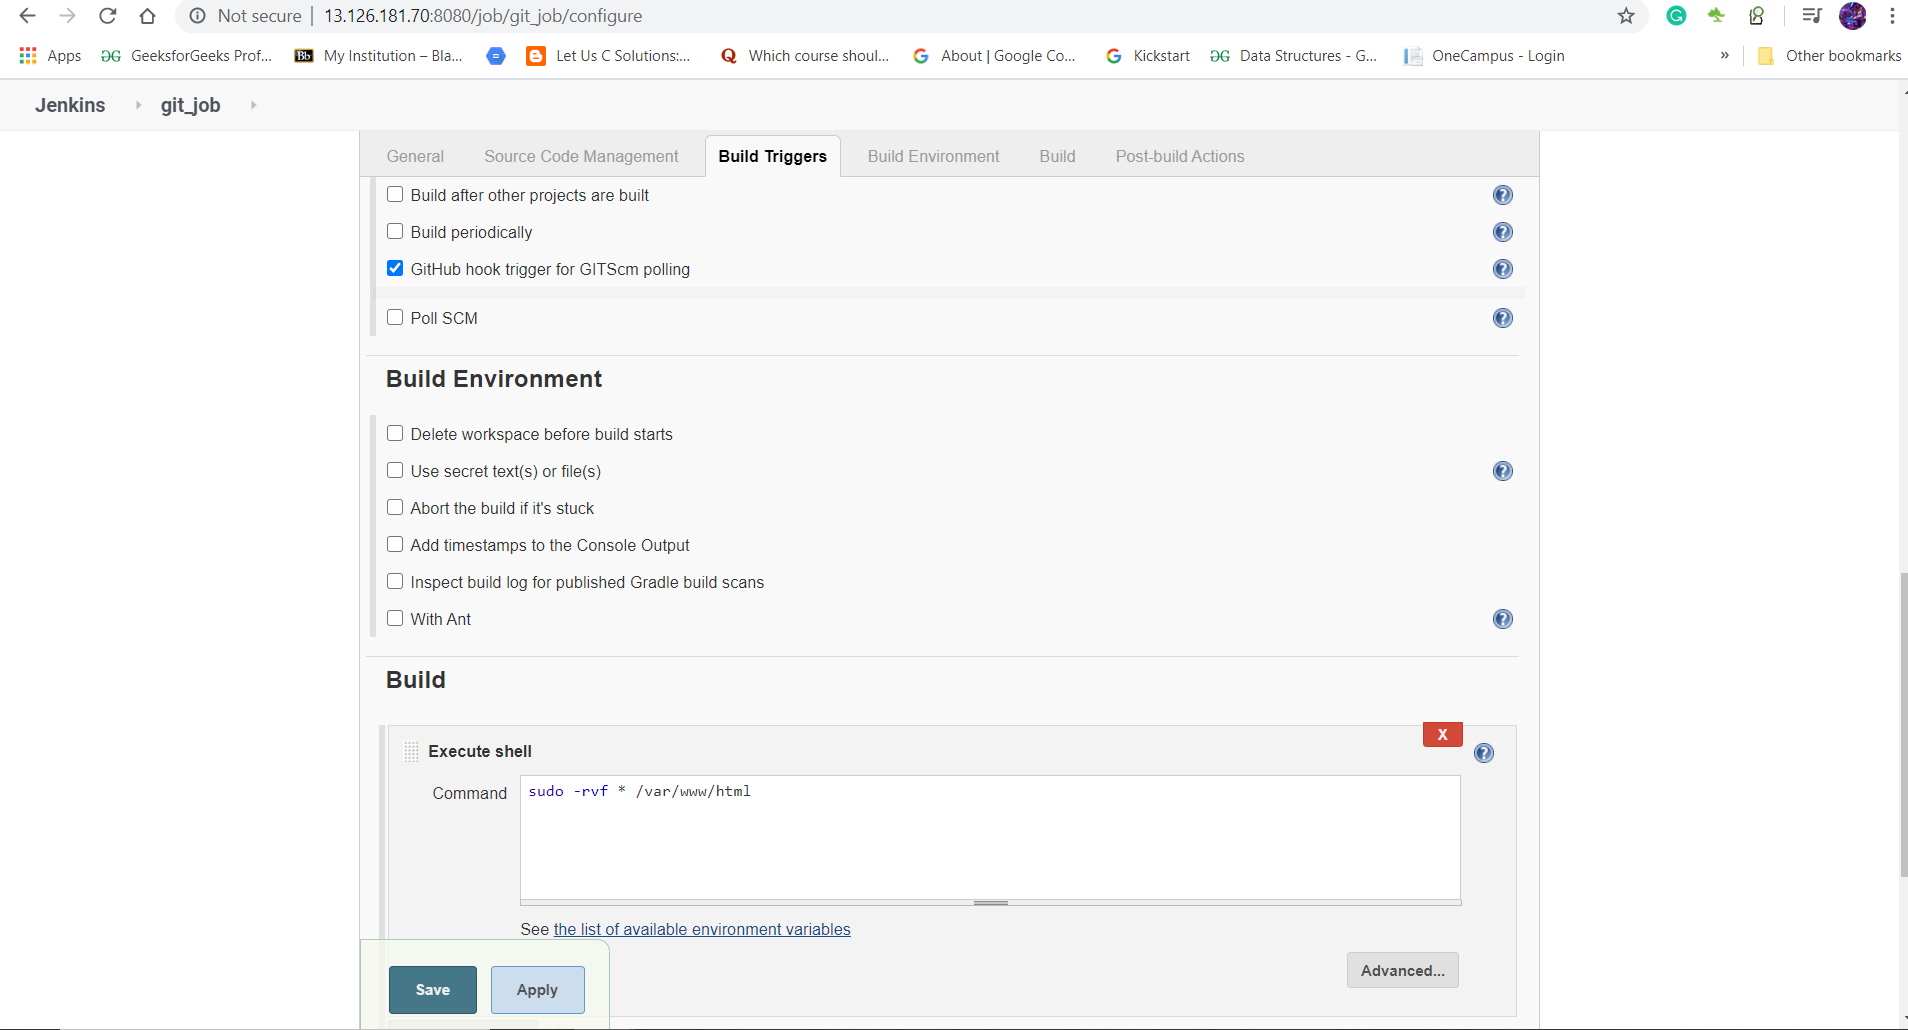 Not secure | 13.126.181.70:8080/job/git_job/configure
Apps GeeksforGeeks Prof... Bb My Institution – Bla... Let Us C Solutions:... Which course shoul... About | Google Co... Kickstart Data Structures - G... OneCampus - Login » Other bookmarks
Jenkins git_job
General Source Code Management Build Triggers Build Environment Build Post-build Actions
Build after other projects are built
Build periodically
GitHub hook trigger for GITScm polling
Poll SCM
Build Environment
Delete workspace before build starts
Use secret text(s) or file(s)
Abort the build if it's stuck
Add timestamps to the Console Output
Inspect build log for published Gradle build scans
With Ant
Build
X
Execute shell
Command sudo -rvf * /var/www/html
See the list of available environment variables
Advanced...
Save Apply